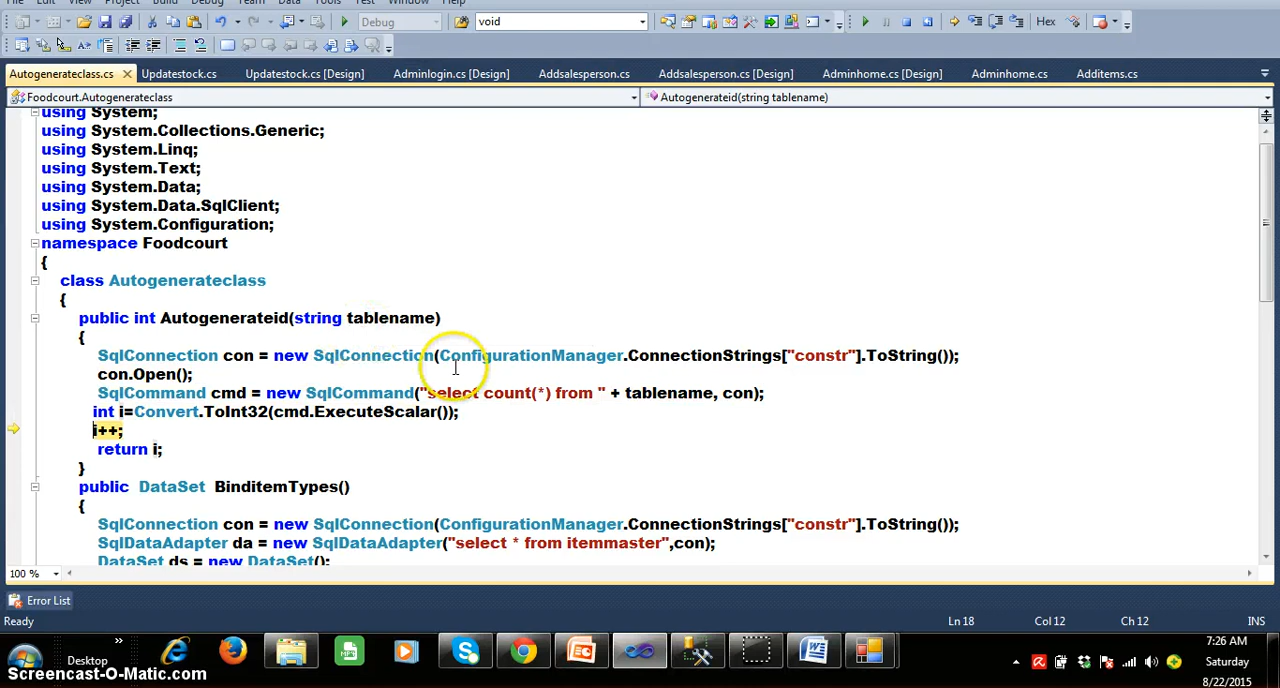 File Edit View Project Build Debug Team Data Tools Test Window Help
Debug void Hex
Autogenerateclass.cs Updatestock.cs Updatestock.cs [Design] Adminlogin.cs [Design] Addsalesperson.cs Addsalesperson.cs [Design] Adminhome.cs [Design] Adminhome.cs Additems.cs
Foodcourt.Autogenerateclass Autogenerateid(string tablename)
using System;
using System.Collections.Generic;
using System.Linq;
using System.Text;
using System.Data;
using System.Data.SqlClient;
using System.Configuration;
namespace Foodcourt
{
class Autogenerateclass
{
public int Autogenerateid(string tablename)
{
SqlConnection con = new SqlConnection(ConfigurationManager.ConnectionStrings["constr"].ToString());
con.Open();
SqlCommand cmd = new SqlCommand("select count(*) from " + tablename, con);
int i=Convert.ToInt32(cmd.ExecuteScalar());
i++;
return i;
}
public DataSet BinditemTypes()
{
SqlConnection con = new SqlConnection(ConfigurationManager.ConnectionStrings["constr"].ToString());
SqlDataAdapter da = new SqlDataAdapter("select * from itemmaster",con);
DataSet ds = new DataSet();
100 %
Error List
Ready Ln 18 Col 12 Ch 12 INS
Desktop
7:26 AM
Saturday
8/22/2015
Screencast-O-Matic.com